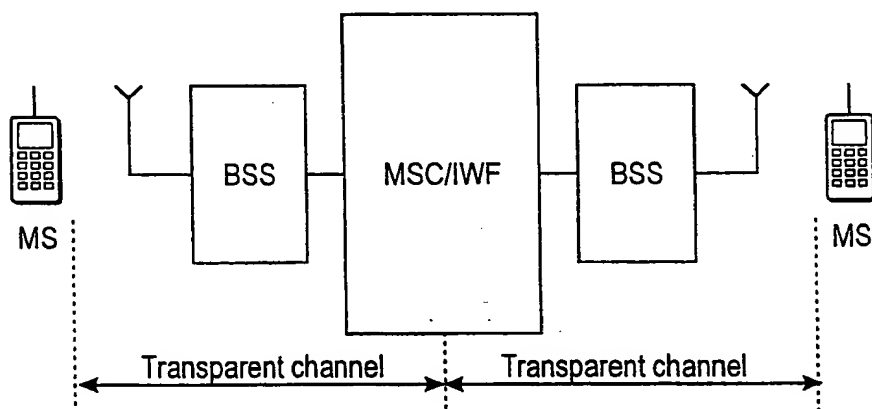 BSS
MSC/IWF
BSS
MS
MS
Transparent channel
Transparent channel